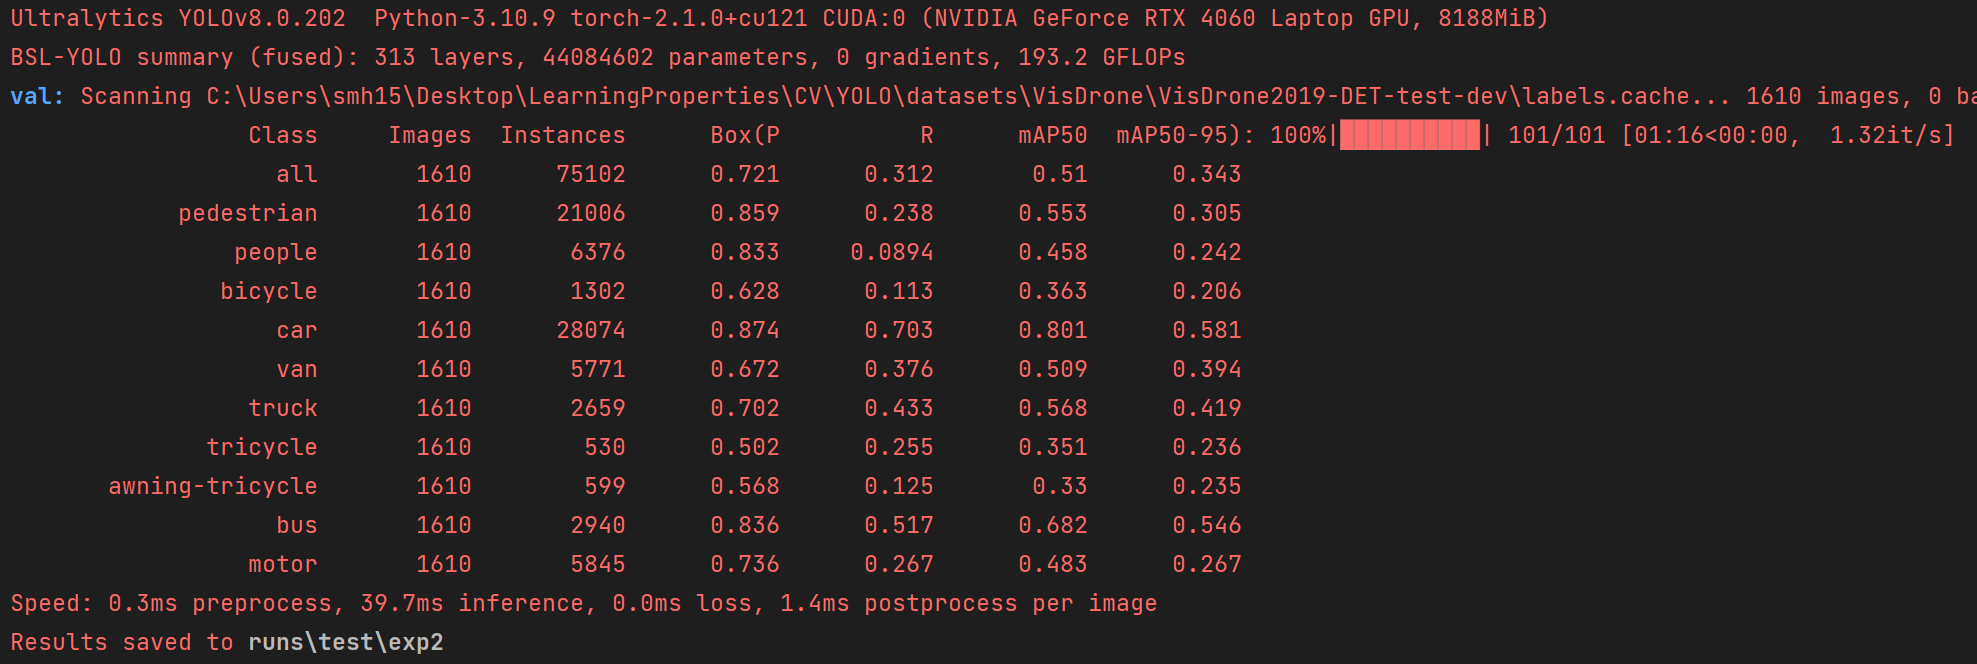 Ultralytics YOLOv8.0.202  Python-3.10.9 torch-2.1.0+cu121 CUDA:0 (NVIDIA GeForce RTX 4060 Laptop GPU, 8188MiB)
BSL-YOLO summary (fused): 313 layers, 44084602 parameters, 0 gradients, 193.2 GFLOPs
val: Scanning C:\Users\smh15\Desktop\LearningProperties\CV\YOLO\datasets\VisDrone\VisDrone2019-DET-test-dev\labels.cache... 1610 images, 0 ba
Class Images Instances Box(P R mAP50 mAP50-95): 100%|██████████| 101/101 [01:16<00:00, 1.32it/s]
all 1610 75102 0.721 0.312 0.51 0.343
pedestrian 1610 21006 0.859 0.238 0.553 0.305
people 1610 6376 0.833 0.0894 0.458 0.242
bicycle 1610 1302 0.628 0.113 0.363 0.206
car 1610 28074 0.874 0.703 0.801 0.581
van 1610 5771 0.672 0.376 0.509 0.394
truck 1610 2659 0.702 0.433 0.568 0.419
tricycle 1610 530 0.502 0.255 0.351 0.236
awning-tricycle 1610 599 0.568 0.125 0.33 0.235
bus 1610 2940 0.836 0.517 0.682 0.546
motor 1610 5845 0.736 0.267 0.483 0.267
Speed: 0.3ms preprocess, 39.7ms inference, 0.0ms loss, 1.4ms postprocess per image
Results saved to runs\test\exp2